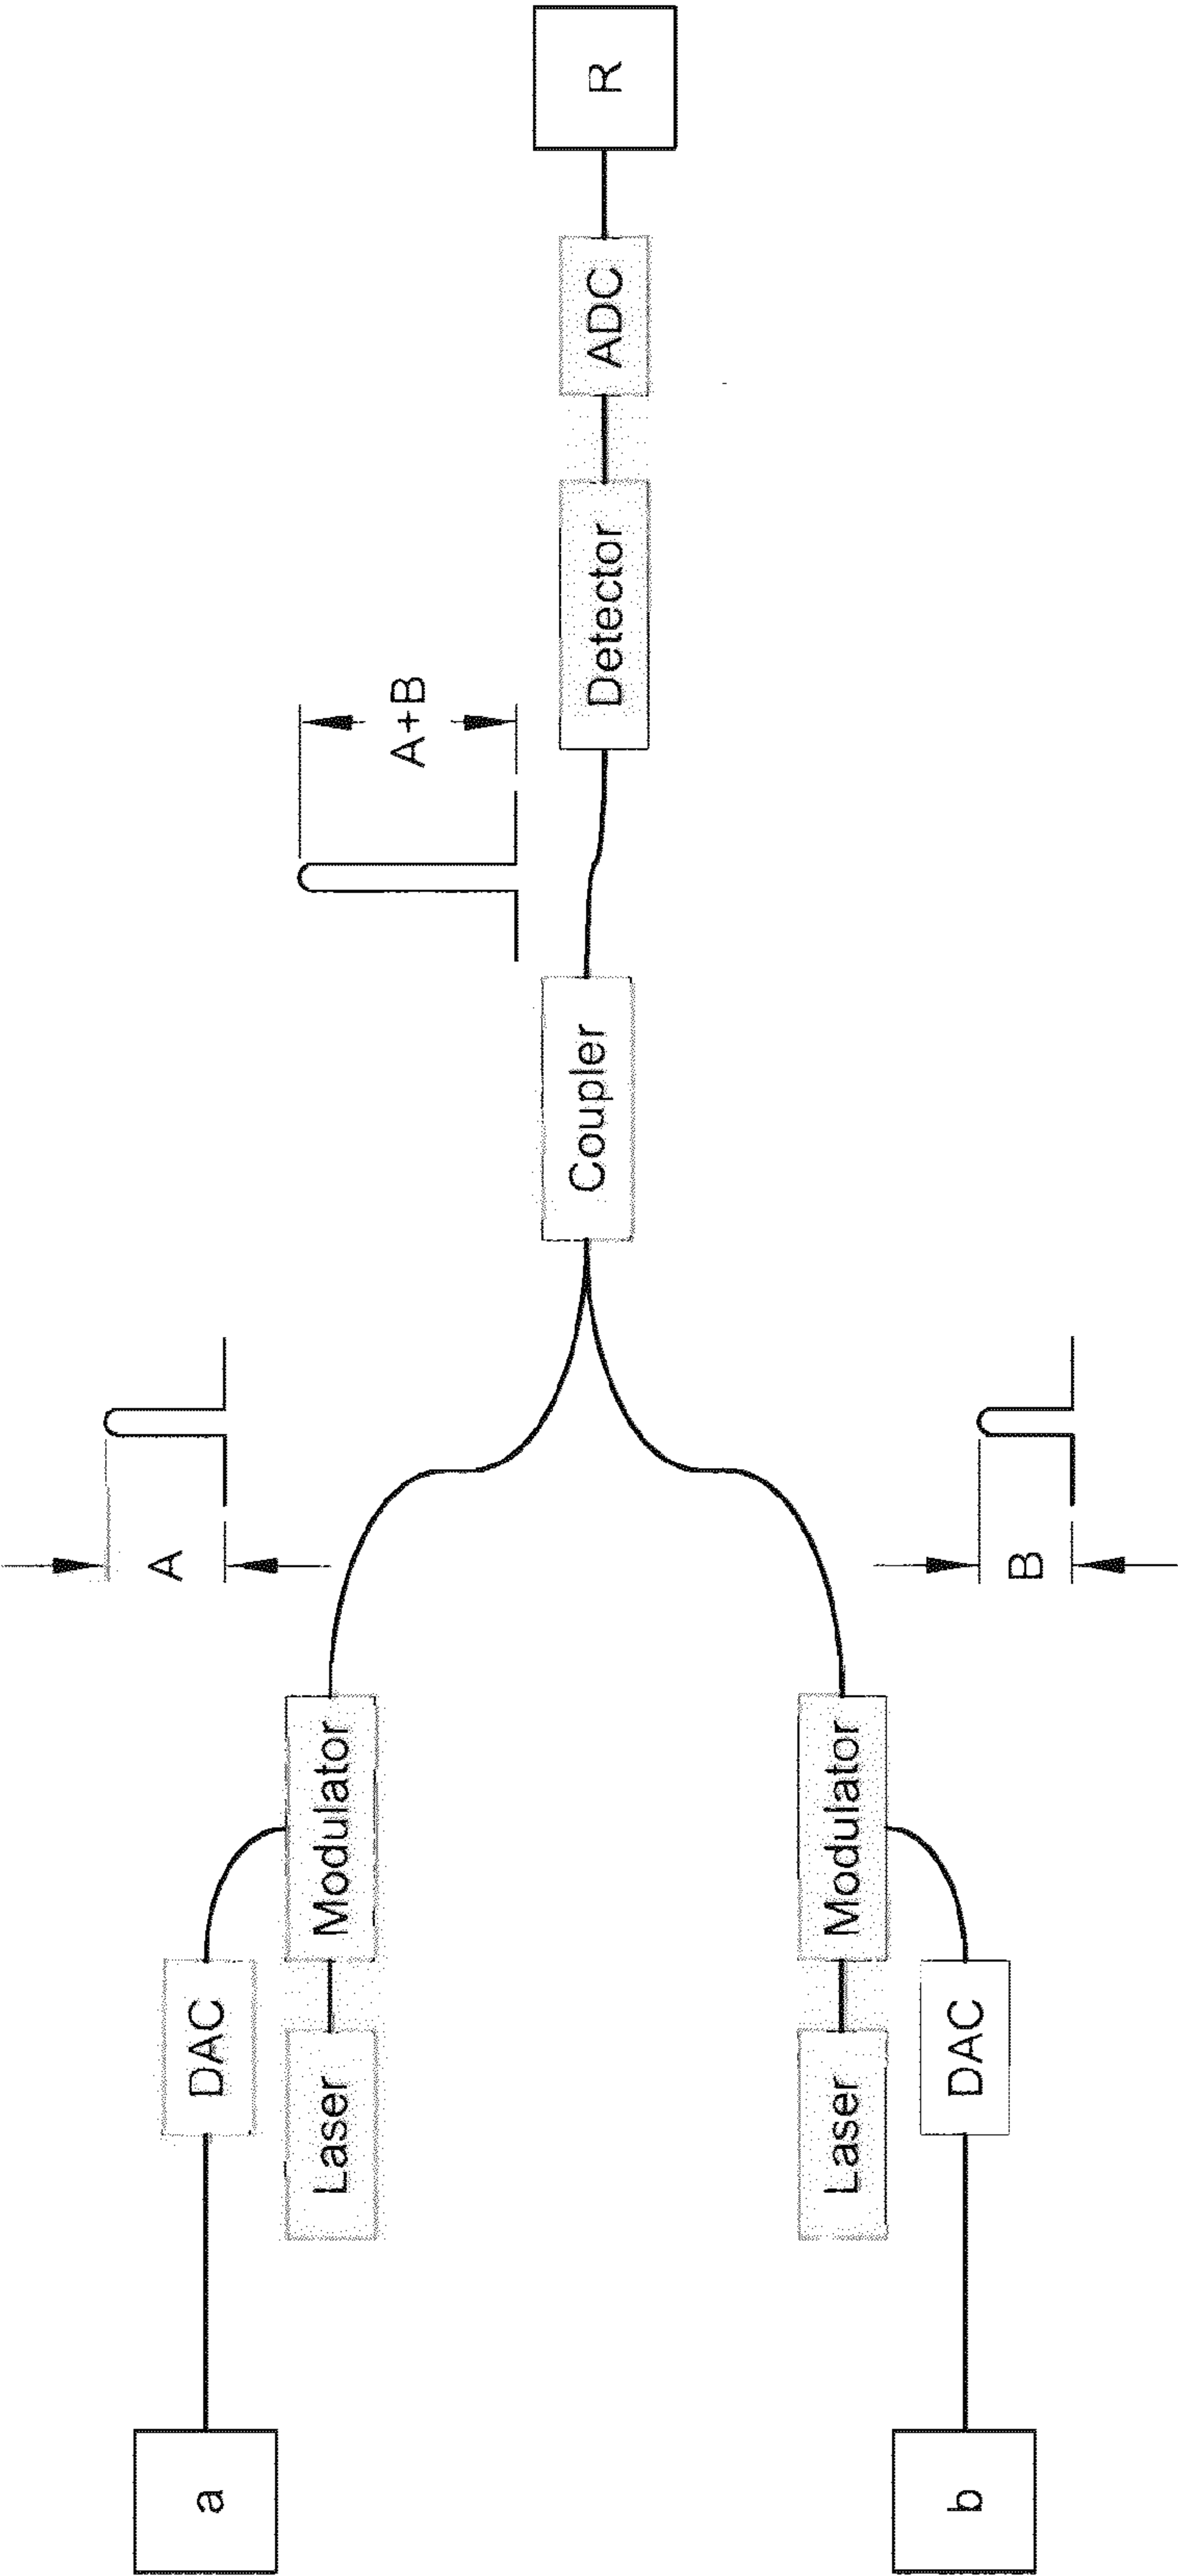 a
DAC
Laser
Modulator
A
Coupler
A+B
Detector
ADC
R
b
DAC
Laser
Modulator
B